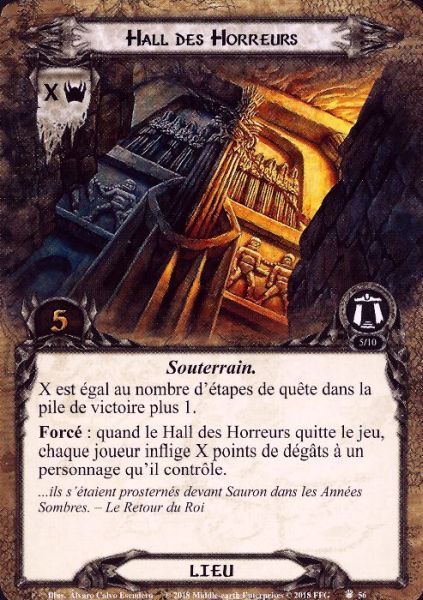 Hall des Horreurs
X
5
5/10
Souterrain.
X est égal au nombre d'étapes de quête dans la
pile de victoire plus 1.
Forcé : quand le Hall des Horreurs quitte le jeu,
chaque joueur inflige X points de dégâts à un
personnage qu'il contrôle.
...ils s'étaient prosternés devant Sauron dans les Années
Sombres. – Le Retour du Roi
LIEU
Illus. Álvaro Calvo Escudero © 2018 Middle-earth Enterprises © 2018 FFG 56